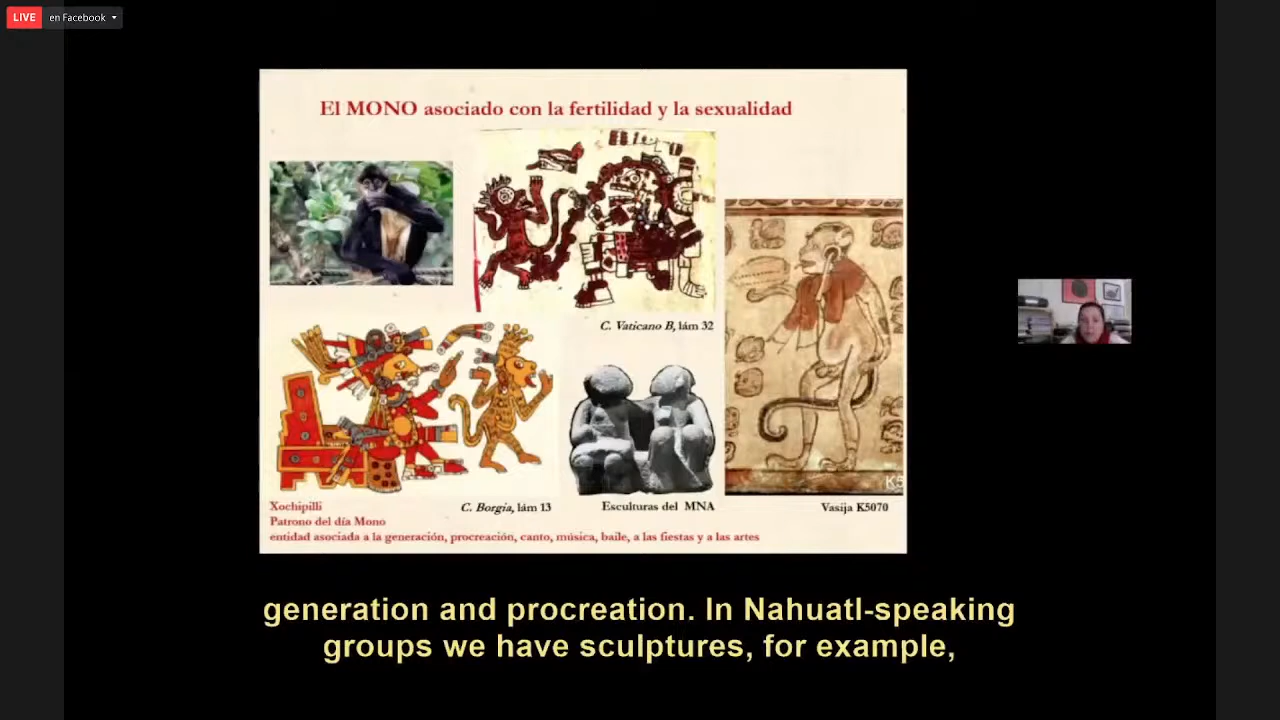 LIVE en Facebook
El MONO asociado con la fertilidad y la sexualidad
C. Vaticano B, lám 32
Xochipilli
C. Borgia, lám 13
Esculturas del MNA
Vasija K5070
Patrono del día Mono
entidad asociada a la generación, procreación, canto, música, baile, a las fiestas y a las artes
generation and procreation. In Nahuatl-speaking
groups we have sculptures, for example,